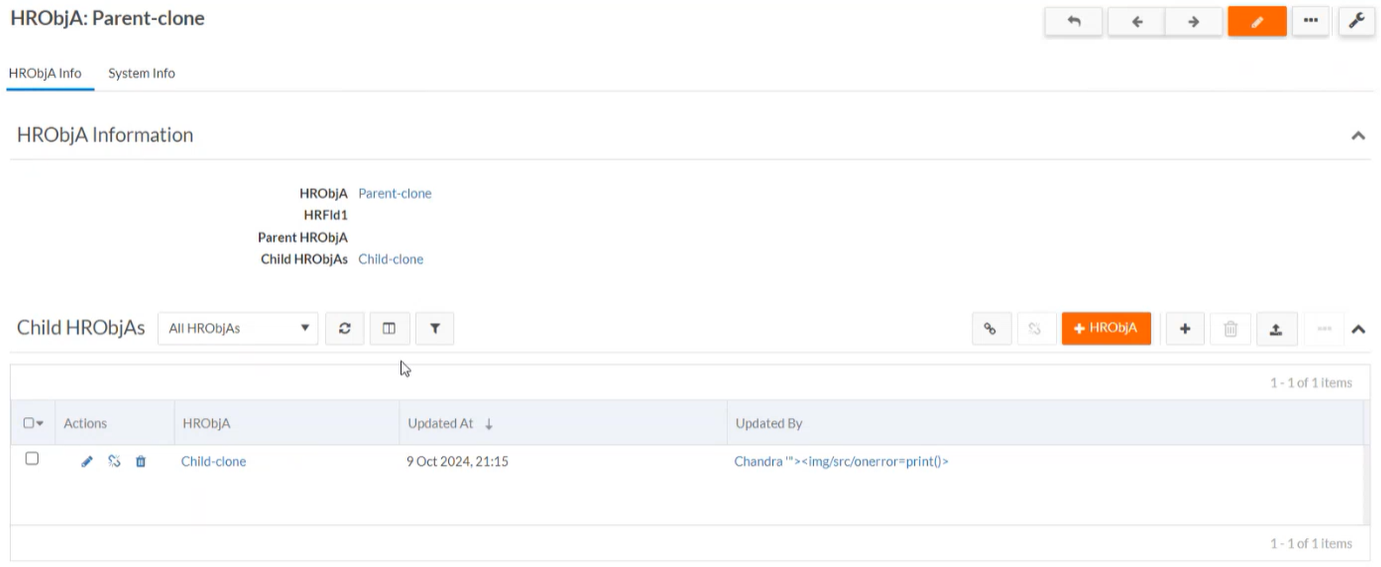 HRObjA: Parent-clone
HRObjA Info System Info
HRObjA Information
HRObjA Parent-clone
HRFld1
Parent HRObjA
Child HRObjAs Child-clone
Child HRObjAs All HRObjAs + HRObjA
1 - 1 of 1 items
Actions HRObjA Updated At ↓ Updated By
Child-clone 9 Oct 2024, 21:15 Chandra '"><img/src/onerror=print()>
1 - 1 of 1 items